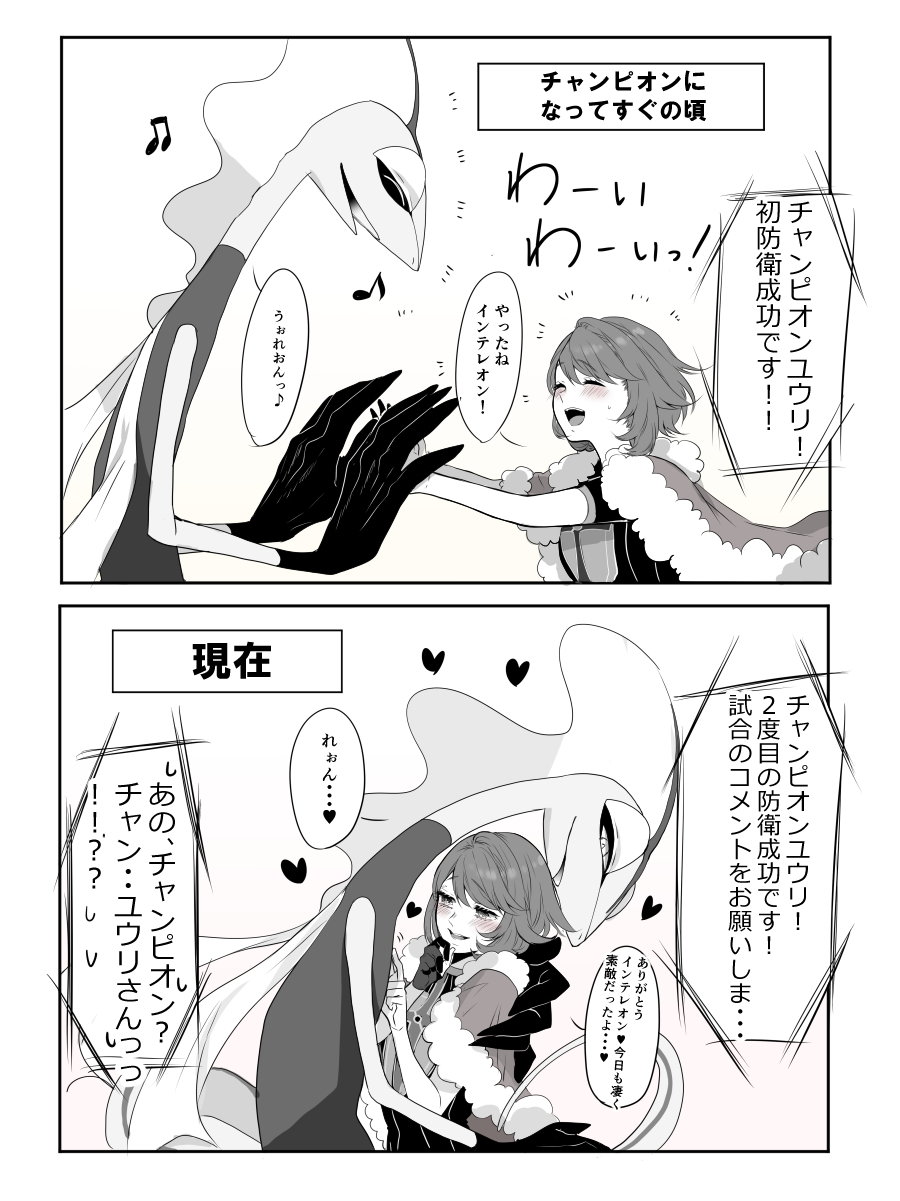 チャンピオンに
なってすぐの頃
チャンピオンユウリ！
初防衛成功です！！！
わーい
わーいっ！
やったね
インテレオン！
うぉれおんっ♪
現在
チャンピオンユウリ！
２度目の防衛成功です！
試合のコメントをお願いしま・・・
ありがとう
インテレオン♥今日も凄く
素敵だったよ・・・♥
れぉん・・・♥
あの、チャンピオン？
チャン・・ユウリさんっっ
！！？？